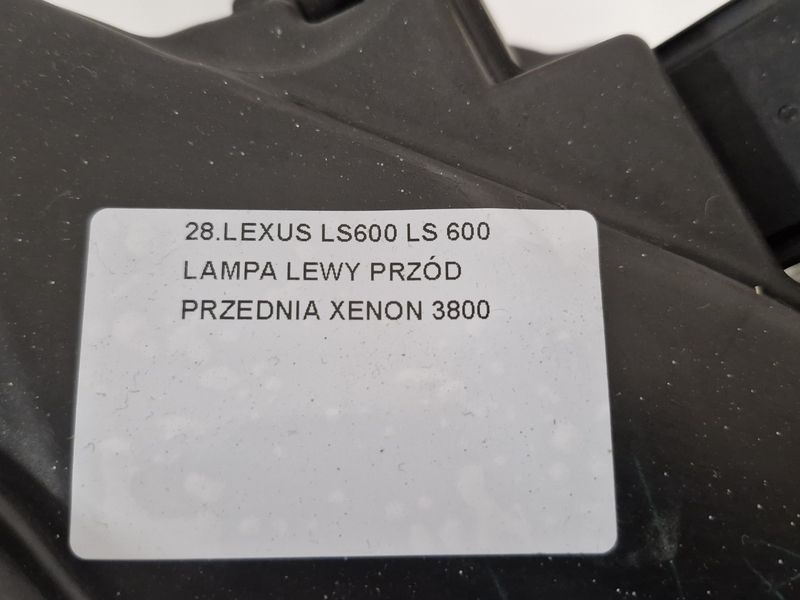 28.LEXUS LS600 LS 600
LAMPA LEWY PRZÓD
PRZEDNIA XENON 3800